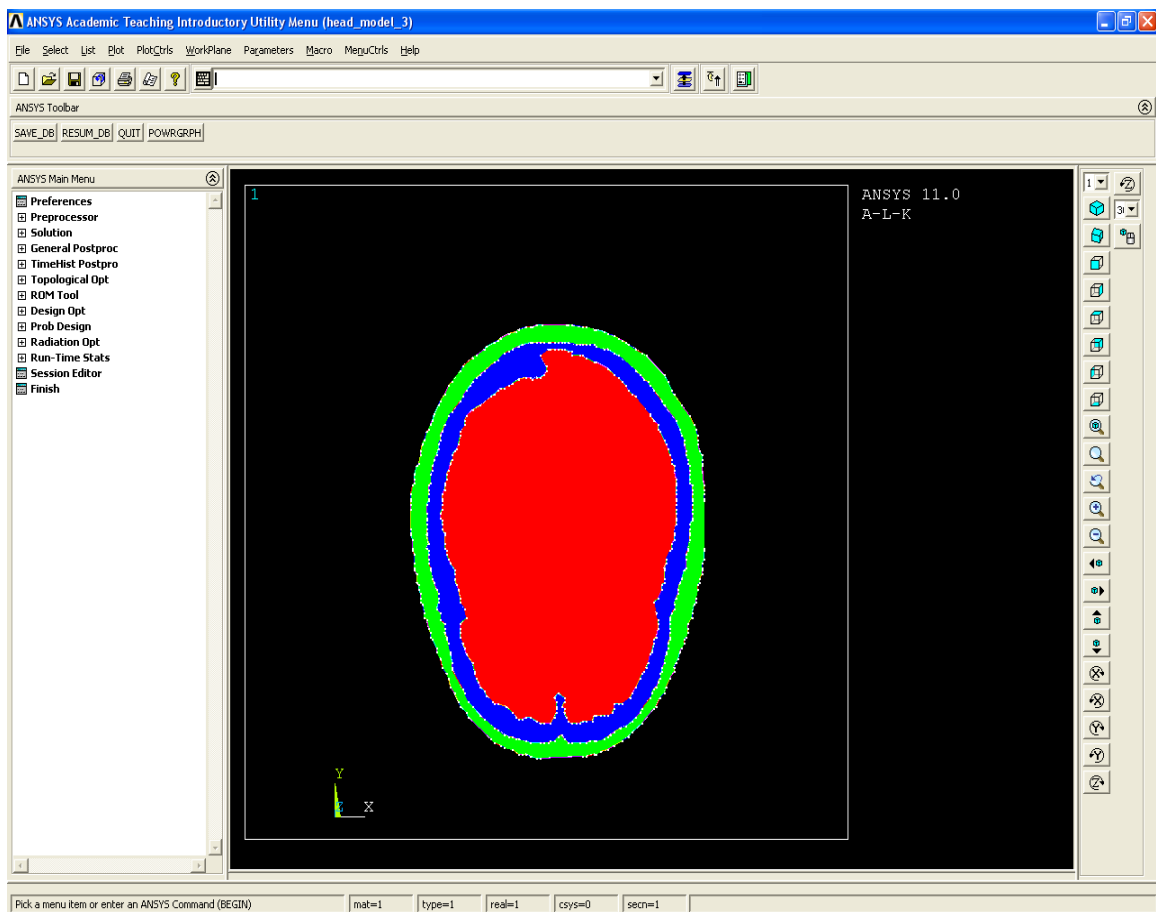 ANSYS Academic Teaching Introductory Utility Menu (head_model_3)
File Select List Plot PlotCtrls WorkPlane Parameters Macro MenuCtrls Help
ANSYS Toolbar
SAVE_DB RESUM_DB QUIT POWRGRPH
ANSYS Main Menu
Preferences
Preprocessor
Solution
General Postproc
TimeHist Postpro
Topological Opt
ROM Tool
Design Opt
Prob Design
Radiation Opt
Run-Time Stats
Session Editor
Finish
1
ANSYS 11.0
A-L-K
Y
Z X
1
Pick a menu item or enter an ANSYS Command (BEGIN) mat=1 type=1 real=1 csys=0 secn=1